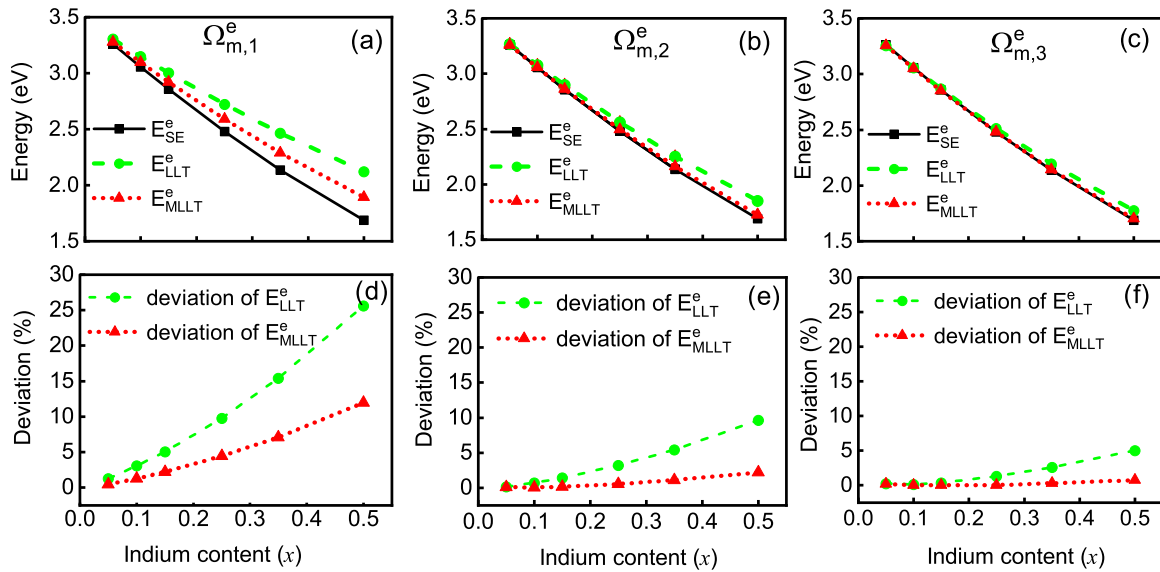 Ω^e_m,1 (a)
Energy (eV)
3.5
3.0
2.5
2.0
1.5
E^e_SE
E^e_LLT
E^e_MLLT
Ω^e_m,2 (b)
Energy (eV)
3.5
3.0
2.5
2.0
1.5
E^e_SE
E^e_LLT
E^e_MLLT
Ω^e_m,3 (c)
Energy (eV)
3.5
3.0
2.5
2.0
1.5
E^e_SE
E^e_LLT
E^e_MLLT
(d)
Deviation (%)
30
25
20
15
10
5
0
deviation of E^e_LLT
deviation of E^e_MLLT
0.0 0.1 0.2 0.3 0.4 0.5
Indium content (x)
(e)
Deviation (%)
30
25
20
15
10
5
0
deviation of E^e_LLT
deviation of E^e_MLLT
0.0 0.1 0.2 0.3 0.4 0.5
Indium content (x)
(f)
Deviation (%)
30
25
20
15
10
5
0
deviation of E^e_LLT
deviation of E^e_MLLT
0.0 0.1 0.2 0.3 0.4 0.5
Indium content (x)